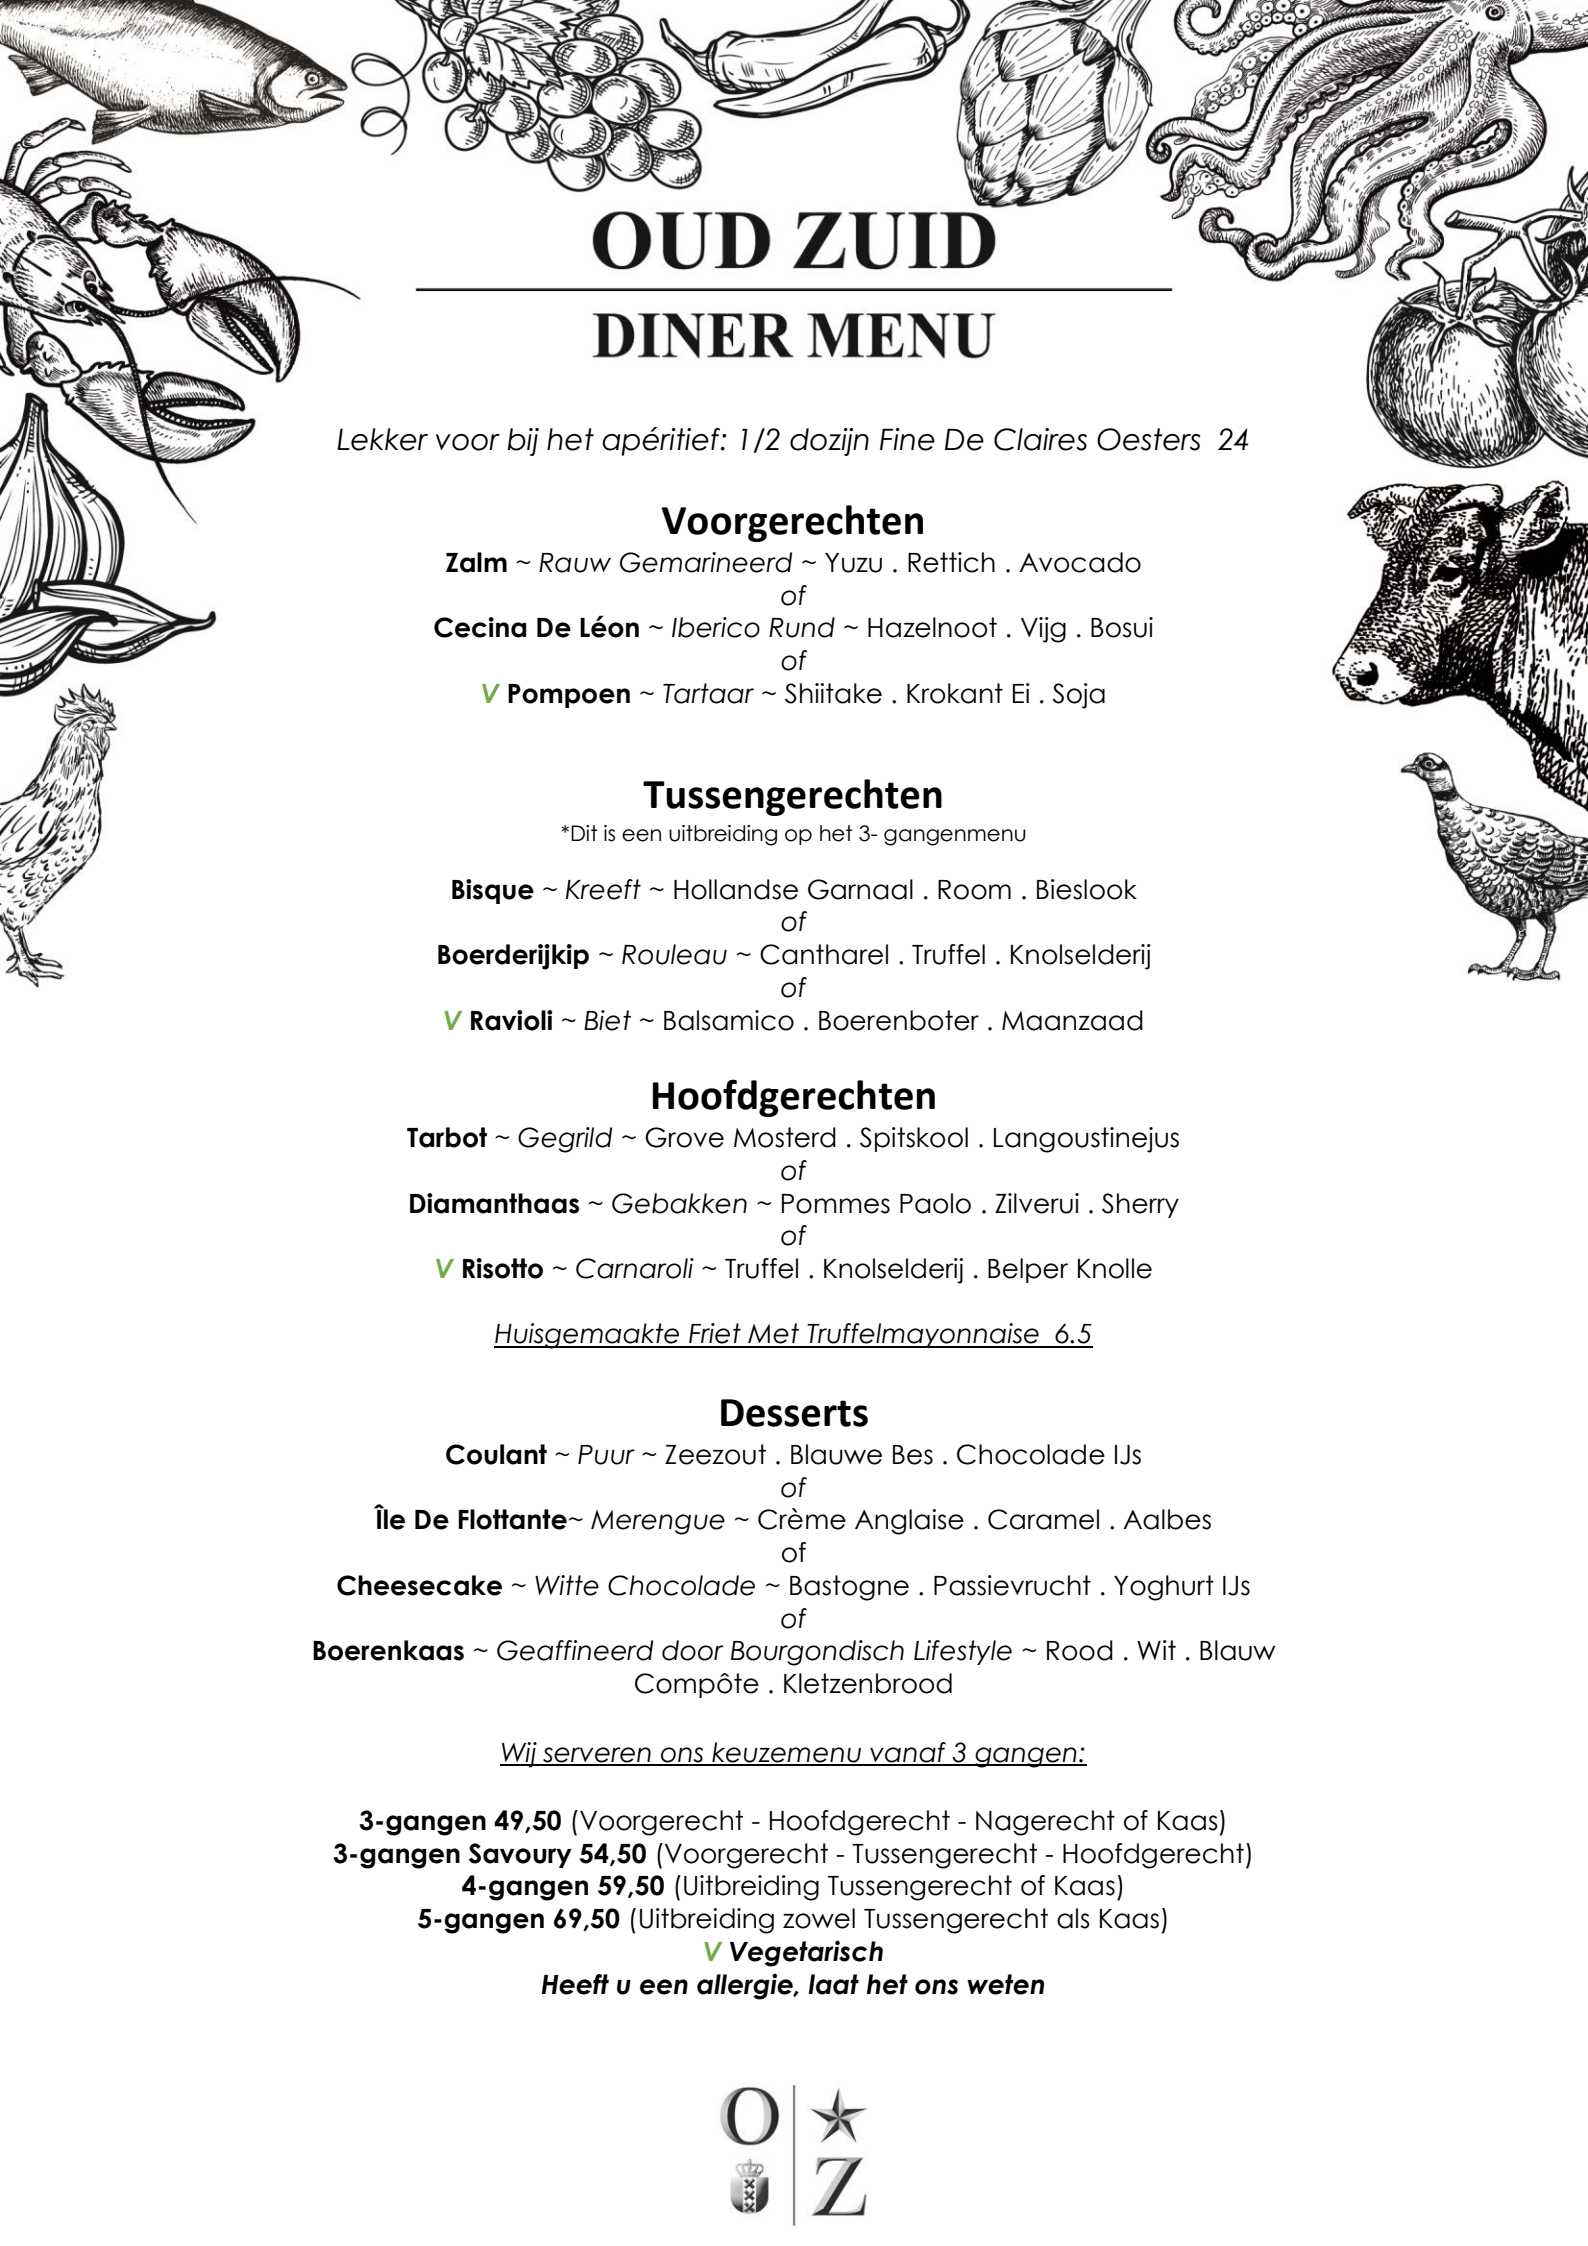 OUD ZUID
DINER MENU
Lekker voor bij het apéritief: 1/2 dozijn Fine De Claires Oesters 24
Voorgerechten
Zalm ~ Rauw Gemarineerd ~ Yuzu . Rettich . Avocado
of
Cecina De Léon ~ Iberico Rund ~ Hazelnoot . Vijg . Bosui
of
V Pompoen ~ Tartaar ~ Shiitake . Krokant Ei . Soja
Tussengerechten
*Dit is een uitbreiding op het 3- gangenmenu
Bisque ~ Kreeft ~ Hollandse Garnaal . Room . Bieslook
of
Boerderijkip ~ Rouleau ~ Cantharel . Truffel . Knolselderij
of
V Ravioli ~ Biet ~ Balsamico . Boerenboter . Maanzaad
Hoofdgerechten
Tarbot ~ Gegrild ~ Grove Mosterd . Spitskool . Langoustinejus
of
Diamanthaas ~ Gebakken ~ Pommes Paolo . Zilverui . Sherry
of
V Risotto ~ Carnaroli ~ Truffel . Knolselderij . Belper Knolle
Huisgemaakte Friet Met Truffelmayonnaise 6.5
Desserts
Coulant ~ Puur ~ Zeezout . Blauwe Bes . Chocolade IJs
of
Île De Flottante~ Merengue ~ Crème Anglaise . Caramel . Aalbes
of
Cheesecake ~ Witte Chocolade ~ Bastogne . Passievrucht . Yoghurt IJs
of
Boerenkaas ~ Geaffineerd door Bourgondisch Lifestyle ~ Rood . Wit . Blauw
Compôte . Kletzenbrood
Wij serveren ons keuzemenu vanaf 3 gangen:
3-gangen 49,50 (Voorgerecht - Hoofdgerecht - Nagerecht of Kaas)
3-gangen Savoury 54,50 (Voorgerecht - Tussengerecht - Hoofdgerecht)
4-gangen 59,50 (Uitbreiding Tussengerecht of Kaas)
5-gangen 69,50 (Uitbreiding zowel Tussengerecht als Kaas)
V Vegetarisch
Heeft u een allergie, laat het ons weten
O
Z